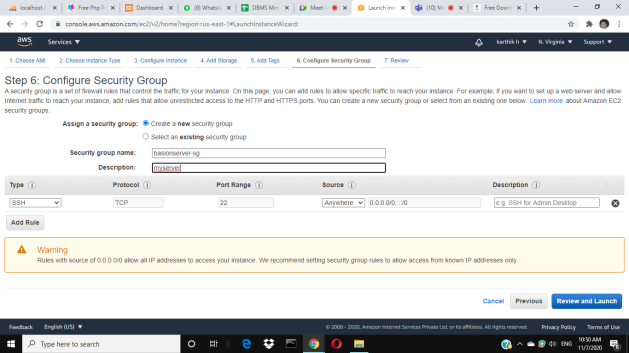 localhost /
Free Php P
Dashboard
(9) WhatsA
DBMS Min
Meet -
Launch inst
(10) M
Free Downl
console.aws.amazon.com/ec2/v2/home?region=us-east-1#LaunchInstanceWizard:
aws
Services
karthik h
N. Virginia
Support
1. Choose AMI
2. Choose Instance Type
3. Configure Instance
4. Add Storage
5. Add Tags
6. Configure Security Group
7. Review
Step 6: Configure Security Group
A security group is a set of firewall rules that control the traffic for your instance. On this page, you can add rules to allow specific traffic to reach your instance. For example, if you want to set up a web server and allow
Internet traffic to reach your instance, add rules that allow unrestricted access to the HTTP and HTTPS ports. You can create a new security group or select from an existing one below. Learn more about Amazon EC2
security groups.
Assign a security group:
Create a new security group
Select an existing security group
Security group name:
basionserver-sg
Description:
myserver
Type
Protocol
Port Range
Source
Description
SSH
TCP
22
Anywhere
0.0.0.0/0, ::/0
e.g. SSH for Admin Desktop
Add Rule
Warning
Rules with source of 0.0.0.0/0 allow all IP addresses to access your instance. We recommend setting security group rules to allow access from known IP addresses only.
Cancel
Previous
Review and Launch
Feedback
English (US)
© 2008 - 2020, Amazon Internet Services Private Ltd. or its affiliates. All rights reserved.
Privacy Policy
Terms of Use
Type here to search
ENG
10:50 AM
11/7/2020